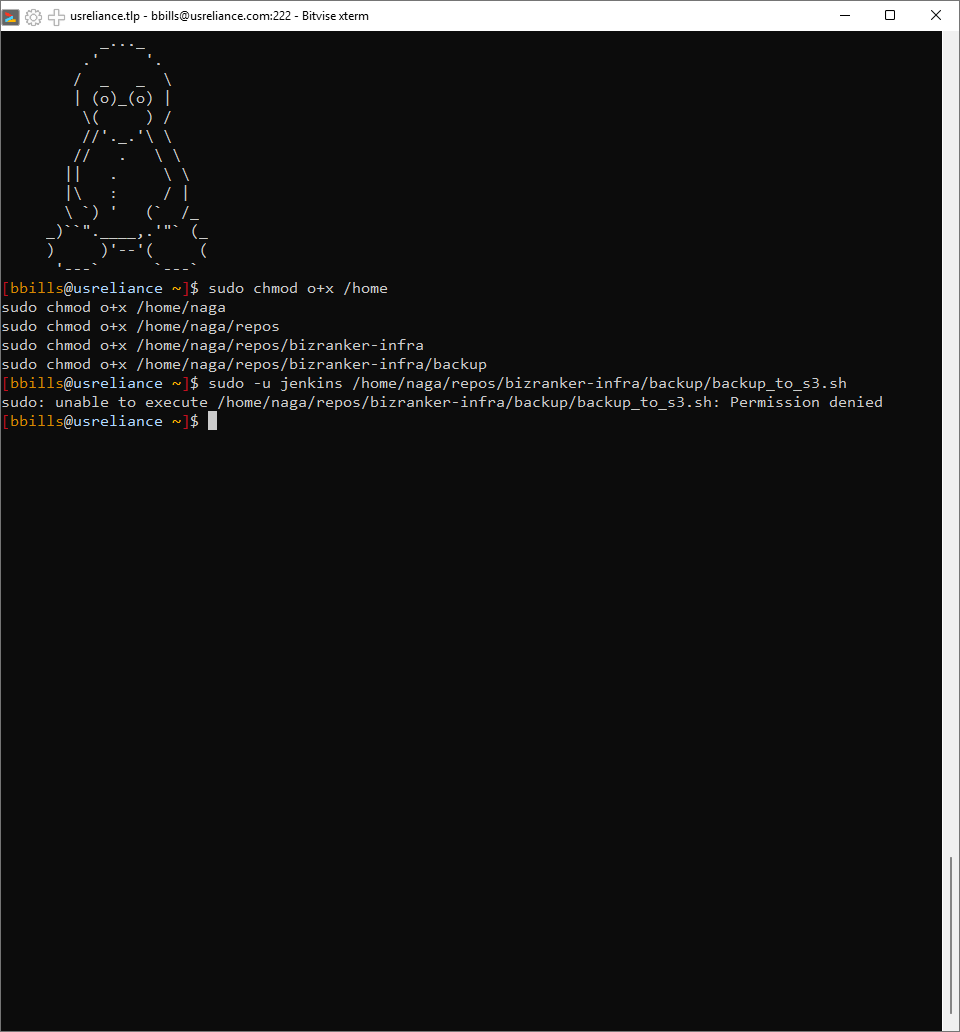 usreliance.tlp - bbills@usreliance.com:222 - Bitvise xterm
           _..._
         .'     '.
        /  _   _  \
        | (o)_(o) |
         \(     ) /
         //'._.'\ \
        //   .   \ \
       ||   .     \ \
       |\   :     / |
       \ `) '   (`  /_
     _)``".____,.'"` (_
     )     )'--'(     (
      '---`      `---`
[bbills@usreliance ~]$ sudo chmod o+x /home
sudo chmod o+x /home/naga
sudo chmod o+x /home/naga/repos
sudo chmod o+x /home/naga/repos/bizranker-infra
sudo chmod o+x /home/naga/repos/bizranker-infra/backup
[bbills@usreliance ~]$ sudo -u jenkins /home/naga/repos/bizranker-infra/backup/backup_to_s3.sh
sudo: unable to execute /home/naga/repos/bizranker-infra/backup/backup_to_s3.sh: Permission denied
[bbills@usreliance ~]$